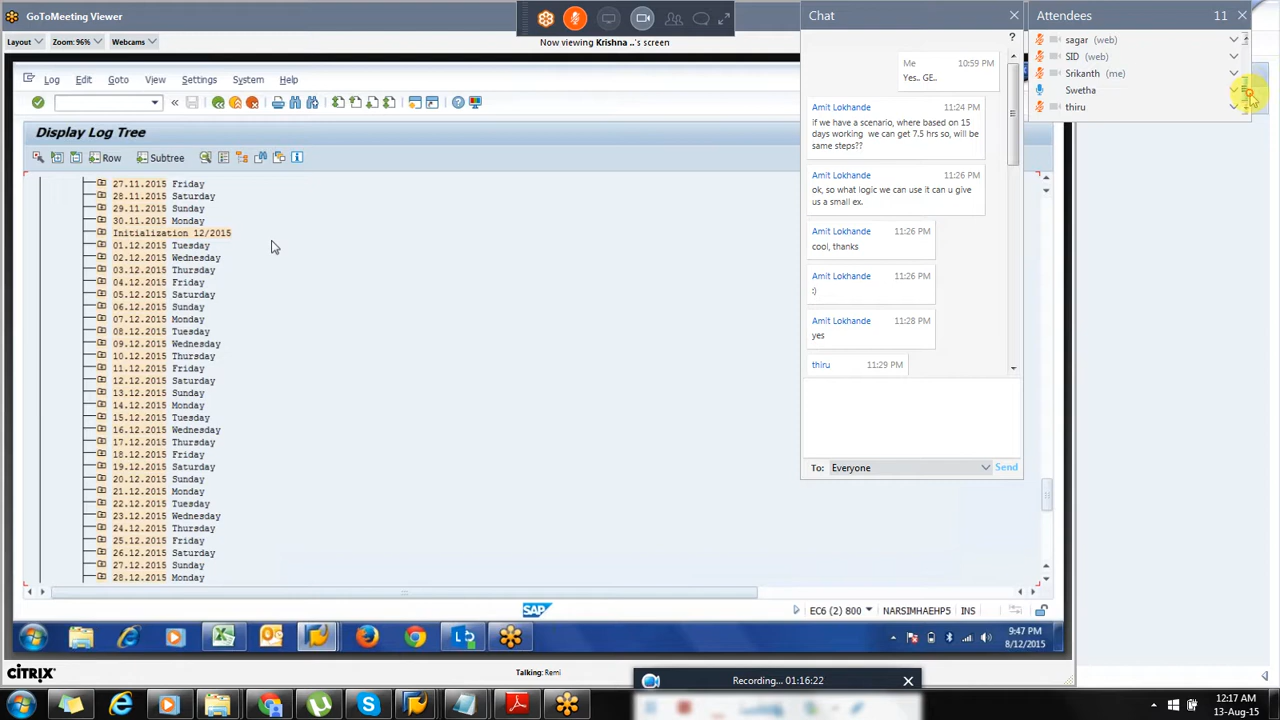 GoToMeeting Viewer
Layout
Zoom: 96%
Webcams
Now viewing Krishna ..'s screen
Log
Edit
Goto
View
Settings
System
Help
Display Log Tree
Row
Subtree
27.11.2015 Friday
28.11.2015 Saturday
29.11.2015 Sunday
30.11.2015 Monday
Initialization 12/2015
01.12.2015 Tuesday
02.12.2015 Wednesday
03.12.2015 Thursday
04.12.2015 Friday
05.12.2015 Saturday
06.12.2015 Sunday
07.12.2015 Monday
08.12.2015 Tuesday
09.12.2015 Wednesday
10.12.2015 Thursday
11.12.2015 Friday
12.12.2015 Saturday
13.12.2015 Sunday
14.12.2015 Monday
15.12.2015 Tuesday
16.12.2015 Wednesday
17.12.2015 Thursday
18.12.2015 Friday
19.12.2015 Saturday
20.12.2015 Sunday
21.12.2015 Monday
22.12.2015 Tuesday
23.12.2015 Wednesday
24.12.2015 Thursday
25.12.2015 Friday
26.12.2015 Saturday
27.12.2015 Sunday
28.12.2015 Monday
SAP
EC6 (2) 800
NARSIMHAEHP5
INS
9:47 PM
8/12/2015
CITRIX
Talking: Remi
Recording... 01:16:22
Chat
?
Me 10:59 PM
Yes.. GE..
Amit Lokhande 11:24 PM
if we have a scenario, where based on 15
days working we can get 7.5 hrs so, will be
same steps??
Amit Lokhande 11:26 PM
ok, so what logic we can use it can u give
us a small ex.
Amit Lokhande 11:26 PM
cool, thanks
Amit Lokhande 11:26 PM
:)
Amit Lokhande 11:28 PM
yes
thiru 11:29 PM
To: Everyone
Send
Attendees 11
sagar (web)
SID (web)
Srikanth (me)
Swetha
thiru
12:17 AM
13-Aug-15